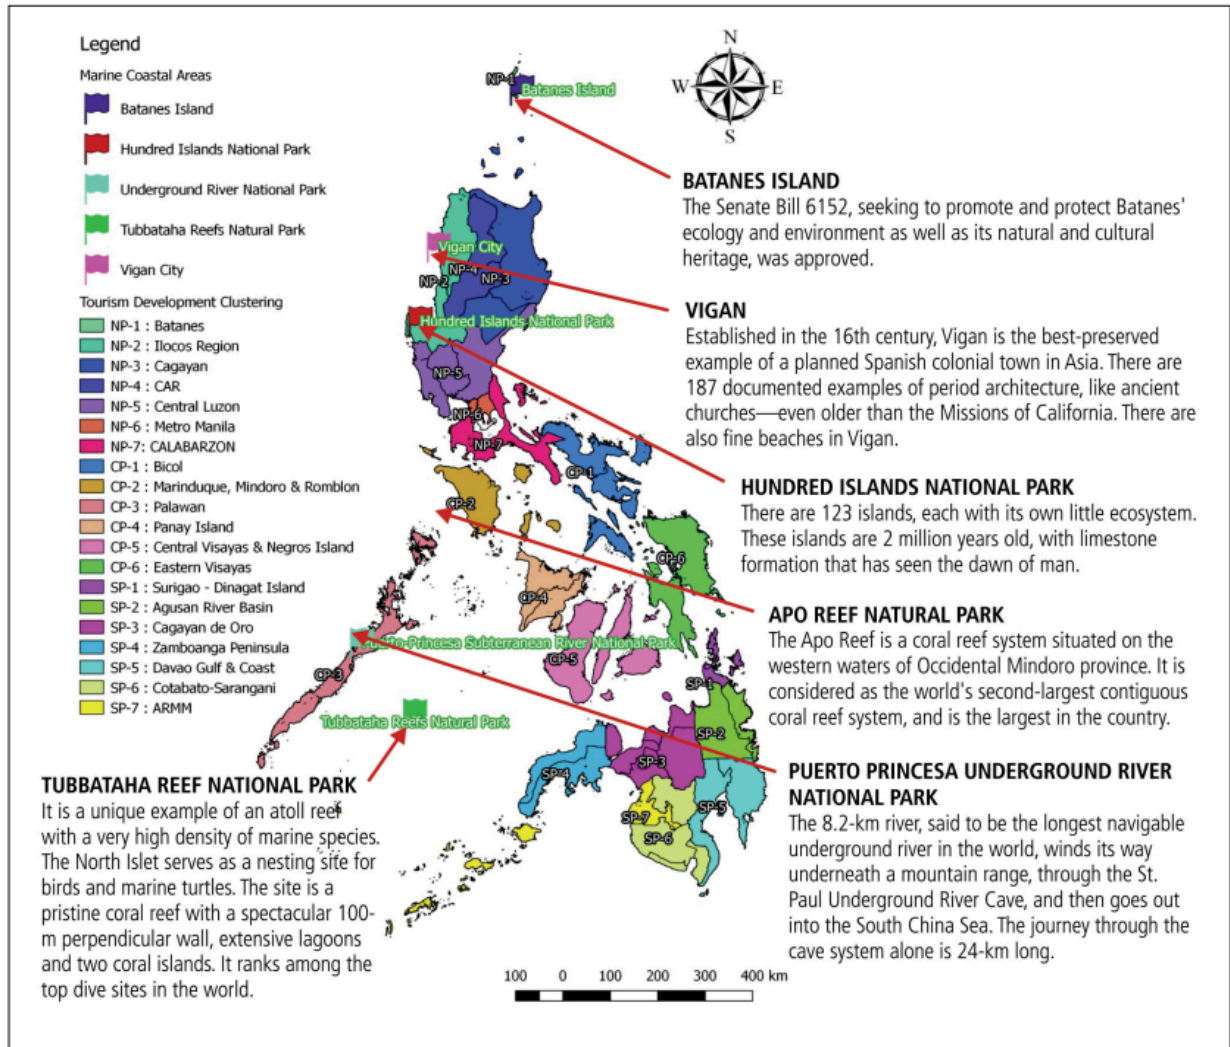 Legend
Marine Coastal Areas
Batanes Island
Hundred Islands National Park
Underground River National Park
Tubbataha Reefs Natural Park
Vigan City
Tourism Development Clustering
NP-1 : Batanes
NP-2 : Ilocos Region
NP-3 : Cagayan
NP-4 : CAR
NP-5 : Central Luzon
NP-6 : Metro Manila
NP-7: CALABARZON
CP-1 : Bicol
CP-2 : Marinduque, Mindoro & Romblon
CP-3 : Palawan
CP-4 : Panay Island
CP-5 : Central Visayas & Negros Island
CP-6 : Eastern Visayas
SP-1 : Surigao - Dinagat Island
SP-2 : Agusan River Basin
SP-3 : Cagayan de Oro
SP-4 : Zamboanga Peninsula
SP-5 : Davao Gulf & Coast
SP-6 : Cotabato-Sarangani
SP-7 : ARMM
N
W
E
S
NP-1
Batanes Island
Vigan City
NP-4
NP-3
NP-2
Hundred Islands National Park
NP-5
NP-6
NP-7
CP-1
CP-2
CP-6
CP-4
Puerto-Princesa Subterranean River National Park
CP-5
CP-3
SP-1
Tubbataha Reefs Natural Park
SP-2
SP-3
SP-4
SP-5
SP-7
SP-6
BATANES ISLAND
The Senate Bill 6152, seeking to promote and protect Batanes'
ecology and environment as well as its natural and cultural
heritage, was approved.
VIGAN
Established in the 16th century, Vigan is the best-preserved
example of a planned Spanish colonial town in Asia. There are
187 documented examples of period architecture, like ancient
churches—even older than the Missions of California. There are
also fine beaches in Vigan.
HUNDRED ISLANDS NATIONAL PARK
There are 123 islands, each with its own little ecosystem.
These islands are 2 million years old, with limestone
formation that has seen the dawn of man.
APO REEF NATURAL PARK
The Apo Reef is a coral reef system situated on the
western waters of Occidental Mindoro province. It is
considered as the world's second-largest contiguous
coral reef system, and is the largest in the country.
PUERTO PRINCESA UNDERGROUND RIVER
NATIONAL PARK
The 8.2-km river, said to be the longest navigable
underground river in the world, winds its way
underneath a mountain range, through the St.
Paul Underground River Cave, and then goes out
into the South China Sea. The journey through the
cave system alone is 24-km long.
TUBBATAHA REEF NATIONAL PARK
It is a unique example of an atoll reef
with a very high density of marine species.
The North Islet serves as a nesting site for
birds and marine turtles. The site is a
pristine coral reef with a spectacular 100-
m perpendicular wall, extensive lagoons
and two coral islands. It ranks among the
top dive sites in the world.
100 0 100 200 300 400 km